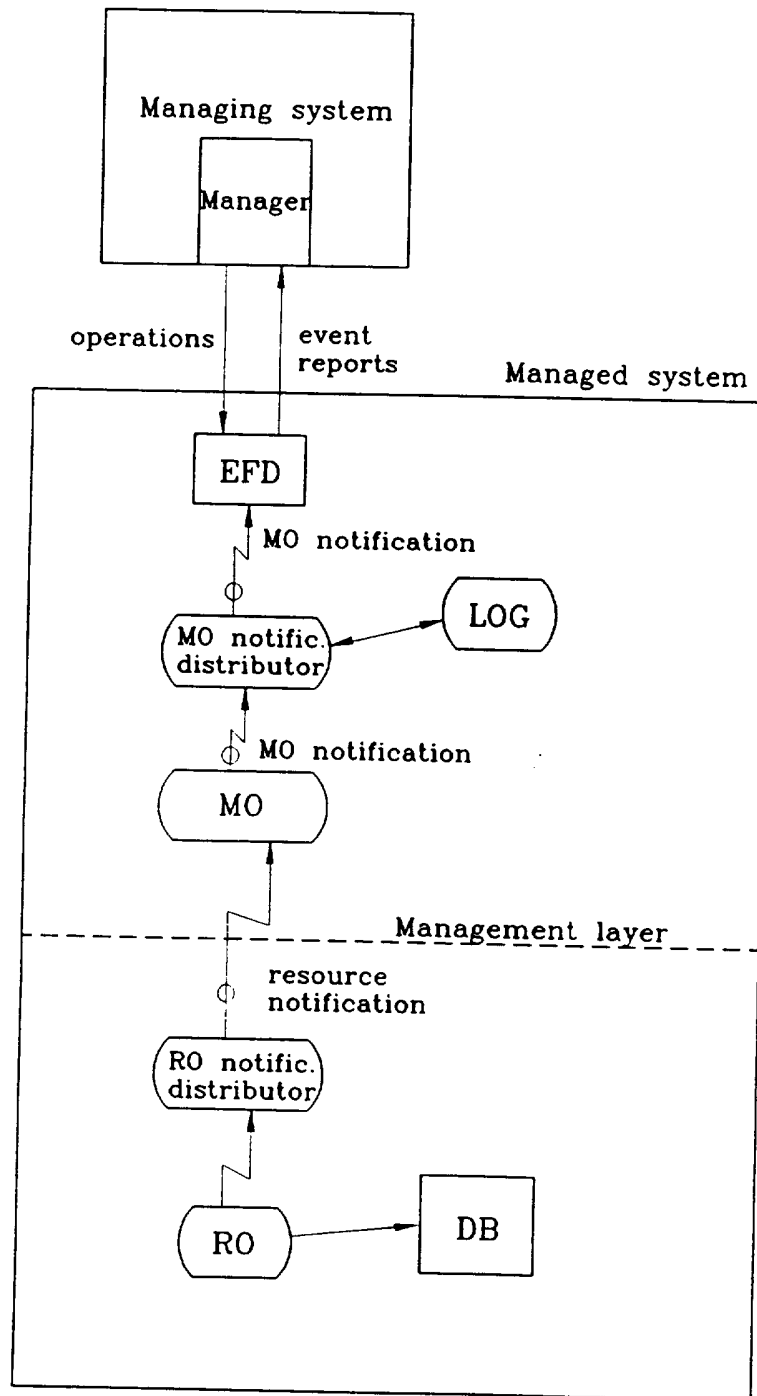 Managing system
Manager
operations
event
reports
Managed system
EFD
MO notification
LOG
MO notific.
distributor
MO notification
MO
Management layer
resource
notification
RO notific.
distributor
RO
DB